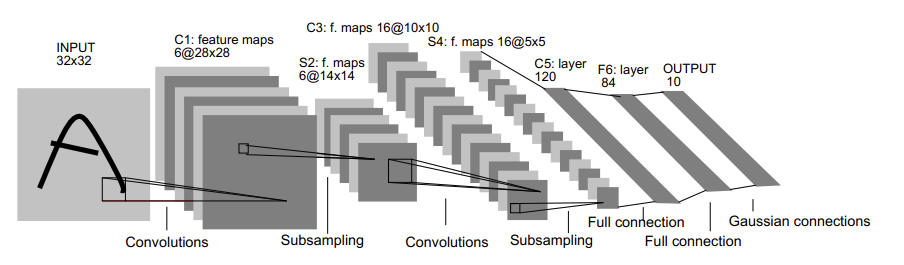 INPUT
32x32
C1: feature maps
6@28x28
S2: f. maps
6@14x14
C3: f. maps 16@10x10
S4: f. maps 16@5x5
C5: layer
120
F6: layer
84
OUTPUT
10
Convolutions
Subsampling
Convolutions
Subsampling
Full connection
Full connection
Gaussian connections